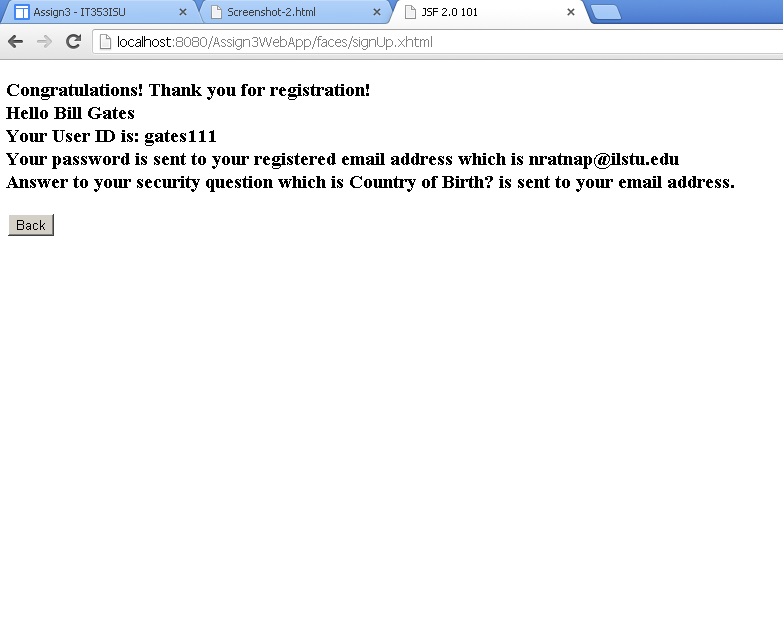 Assign3 - IT353ISU
Screenshot-2.html
JSF 2.0 101
localhost:8080/Assign3WebApp/faces/signUp.xhtml
Congratulations! Thank you for registration!
Hello Bill Gates
Your User ID is: gates111
Your password is sent to your registered email address which is nratnap@ilstu.edu
Answer to your security question which is Country of Birth? is sent to your email address.
Back